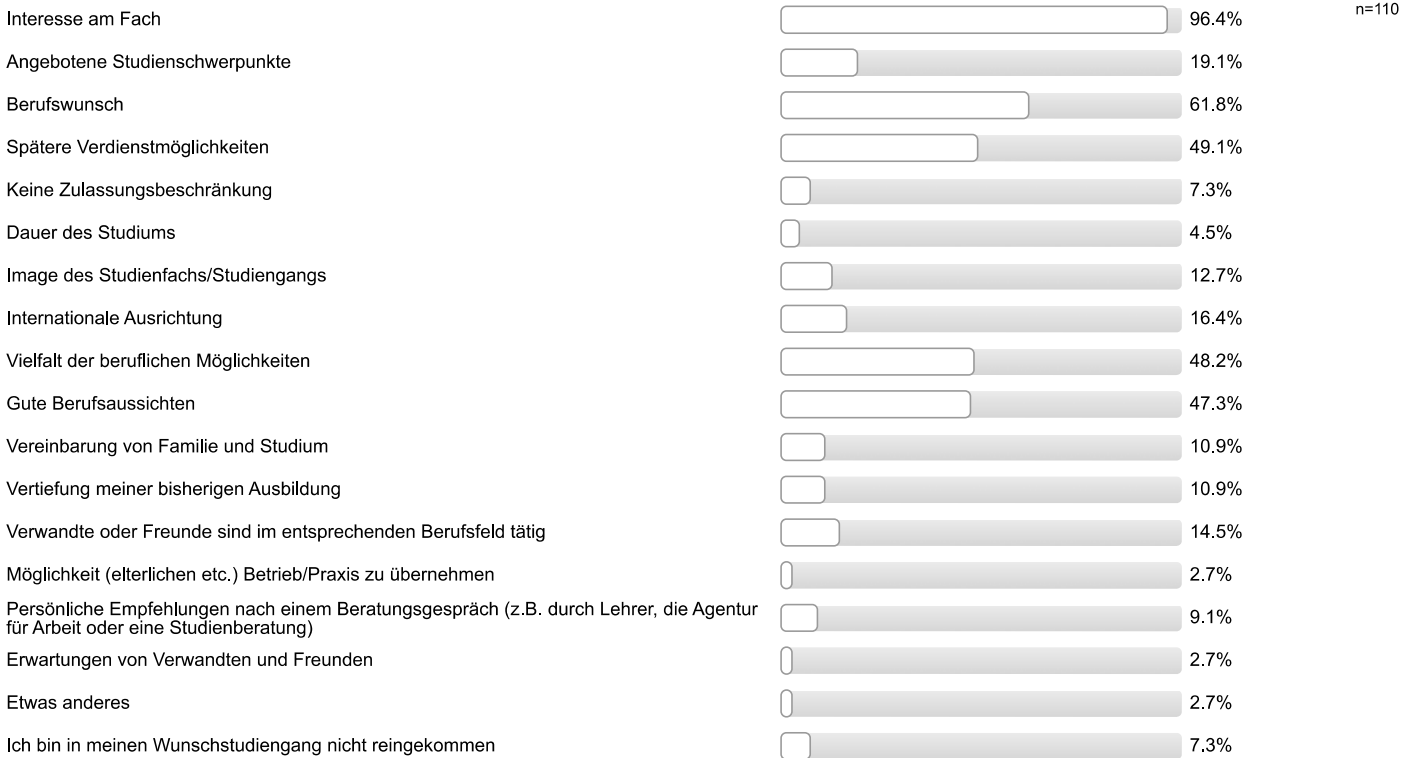 Interesse am Fach 96.4% n=110
Angebotene Studienschwerpunkte 19.1%
Berufswunsch 61.8%
Spätere Verdienstmöglichkeiten 49.1%
Keine Zulassungsbeschränkung 7.3%
Dauer des Studiums 4.5%
Image des Studienfachs/Studiengangs 12.7%
Internationale Ausrichtung 16.4%
Vielfalt der beruflichen Möglichkeiten 48.2%
Gute Berufsaussichten 47.3%
Vereinbarung von Familie und Studium 10.9%
Vertiefung meiner bisherigen Ausbildung 10.9%
Verwandte oder Freunde sind im entsprechenden Berufsfeld tätig 14.5%
Möglichkeit (elterlichen etc.) Betrieb/Praxis zu übernehmen 2.7%
Persönliche Empfehlungen nach einem Beratungsgespräch (z.B. durch Lehrer, die Agentur
für Arbeit oder eine Studienberatung) 9.1%
Erwartungen von Verwandten und Freunden 2.7%
Etwas anderes 2.7%
Ich bin in meinen Wunschstudiengang nicht reingekommen 7.3%